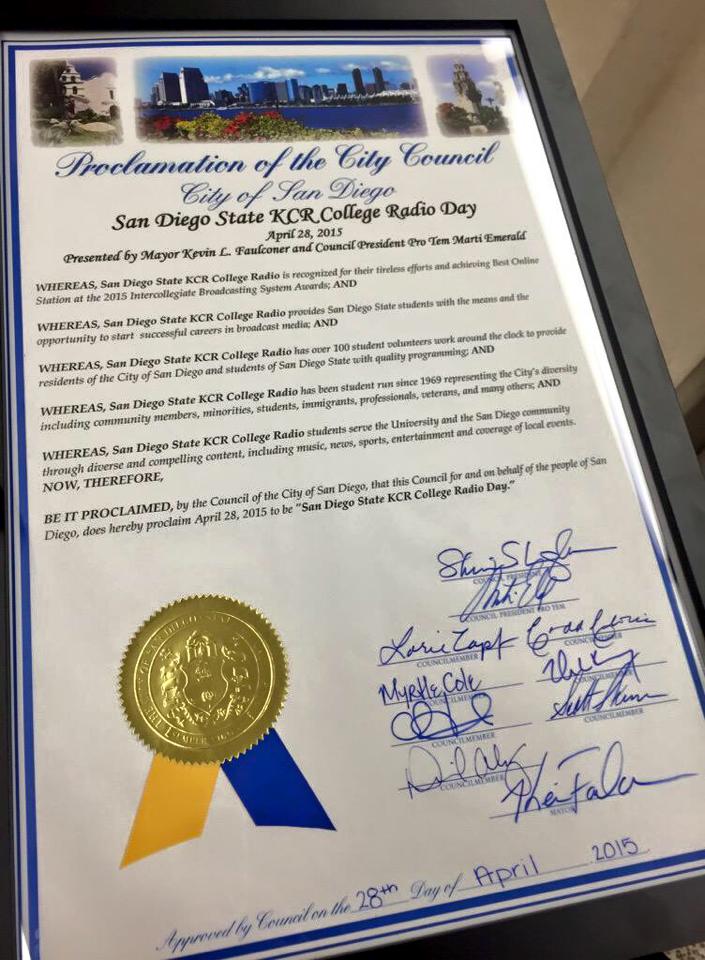 Proclamation of the City Council
City of San Diego
San Diego State KCR College Radio Day
April 28, 2015
Presented by Mayor Kevin L. Faulconer and Council President Pro Tem Marti Emerald
WHEREAS, San Diego State KCR College Radio is recognized for their tireless efforts and achieving Best Online
Station at the 2015 Intercollegiate Broadcasting System Awards; AND
WHEREAS, San Diego State KCR College Radio provides San Diego State students with the means and the
opportunity to start successful careers in broadcast media; AND
WHEREAS, San Diego State KCR College Radio has over 100 student volunteers work around the clock to provide
residents of the City of San Diego and students of San Diego State with quality programming; AND
WHEREAS, San Diego State KCR College Radio has been student run since 1969 representing the City's diversity
including community members, minorities, students, immigrants, professionals, veterans, and many others; AND
WHEREAS, San Diego State KCR College Radio students serve the University and the San Diego community
through diverse and compelling content, including music, news, sports, entertainment and coverage of local events.
NOW, THEREFORE,
BE IT PROCLAIMED, by the Council of the City of San Diego, that this Council for and on behalf of the people of San
Diego, does hereby proclaim April 28, 2015 to be "San Diego State KCR College Radio Day."
COUNCIL PRESIDENT
COUNCIL PRESIDENT PRO TEM
Lorie Zapf
COUNCILMEMBER
COUNCILMEMBER
Myrtle Cole
COUNCILMEMBER
COUNCILMEMBER
COUNCILMEMBER
COUNCILMEMBER
COUNCILMEMBER
MAYOR
Approved by Council on the 28th Day of April 2015